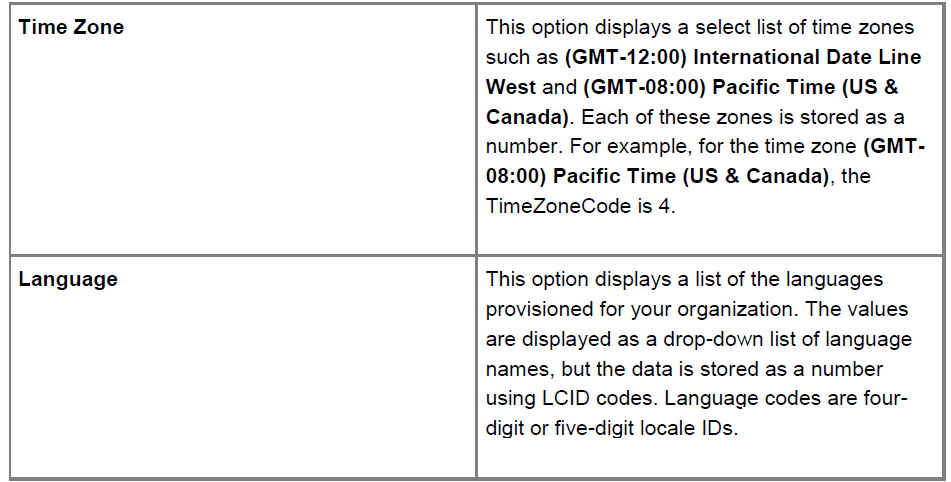 Time Zone
This option displays a select list of time zones
such as (GMT-12:00) International Date Line
West and (GMT-08:00) Pacific Time (US &
Canada). Each of these zones is stored as a
number. For example, for the time zone (GMT-
08:00) Pacific Time (US & Canada), the
TimeZoneCode is 4.
Language
This option displays a list of the languages
provisioned for your organization. The values
are displayed as a drop-down list of language
names, but the data is stored as a number
using LCID codes. Language codes are four-
digit or five-digit locale IDs.